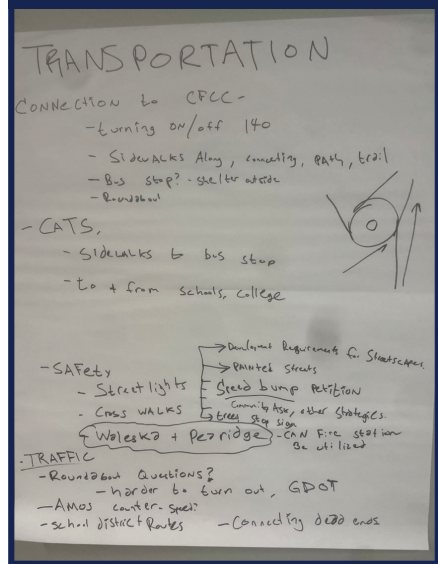 TRANSPORTATION
CONNECTION to CFCC-
- turning ON/off 140
- SidewALKS Along, connecting, PAth, trail
- Bus stop? - shelter outside
- Roundabout
- CATS,
- Sidewalks to bus stop
- to + from schools, college
→ Development Requirements for Streetscapes.
- SAFety
→ PAINTED Streets
- Street lights
- Speed bump Petition
Community Ask, other strategies.
- Cross WALKS
Trees stop sign
- Waleska + Pearidge
- CAN Fire station
Be utilized
- TRAFFIC
- Roundabout Questions?
- harder to turn out, GDOT
- AMOS counter - speed?
- school district Routes
- Connecting dead ends